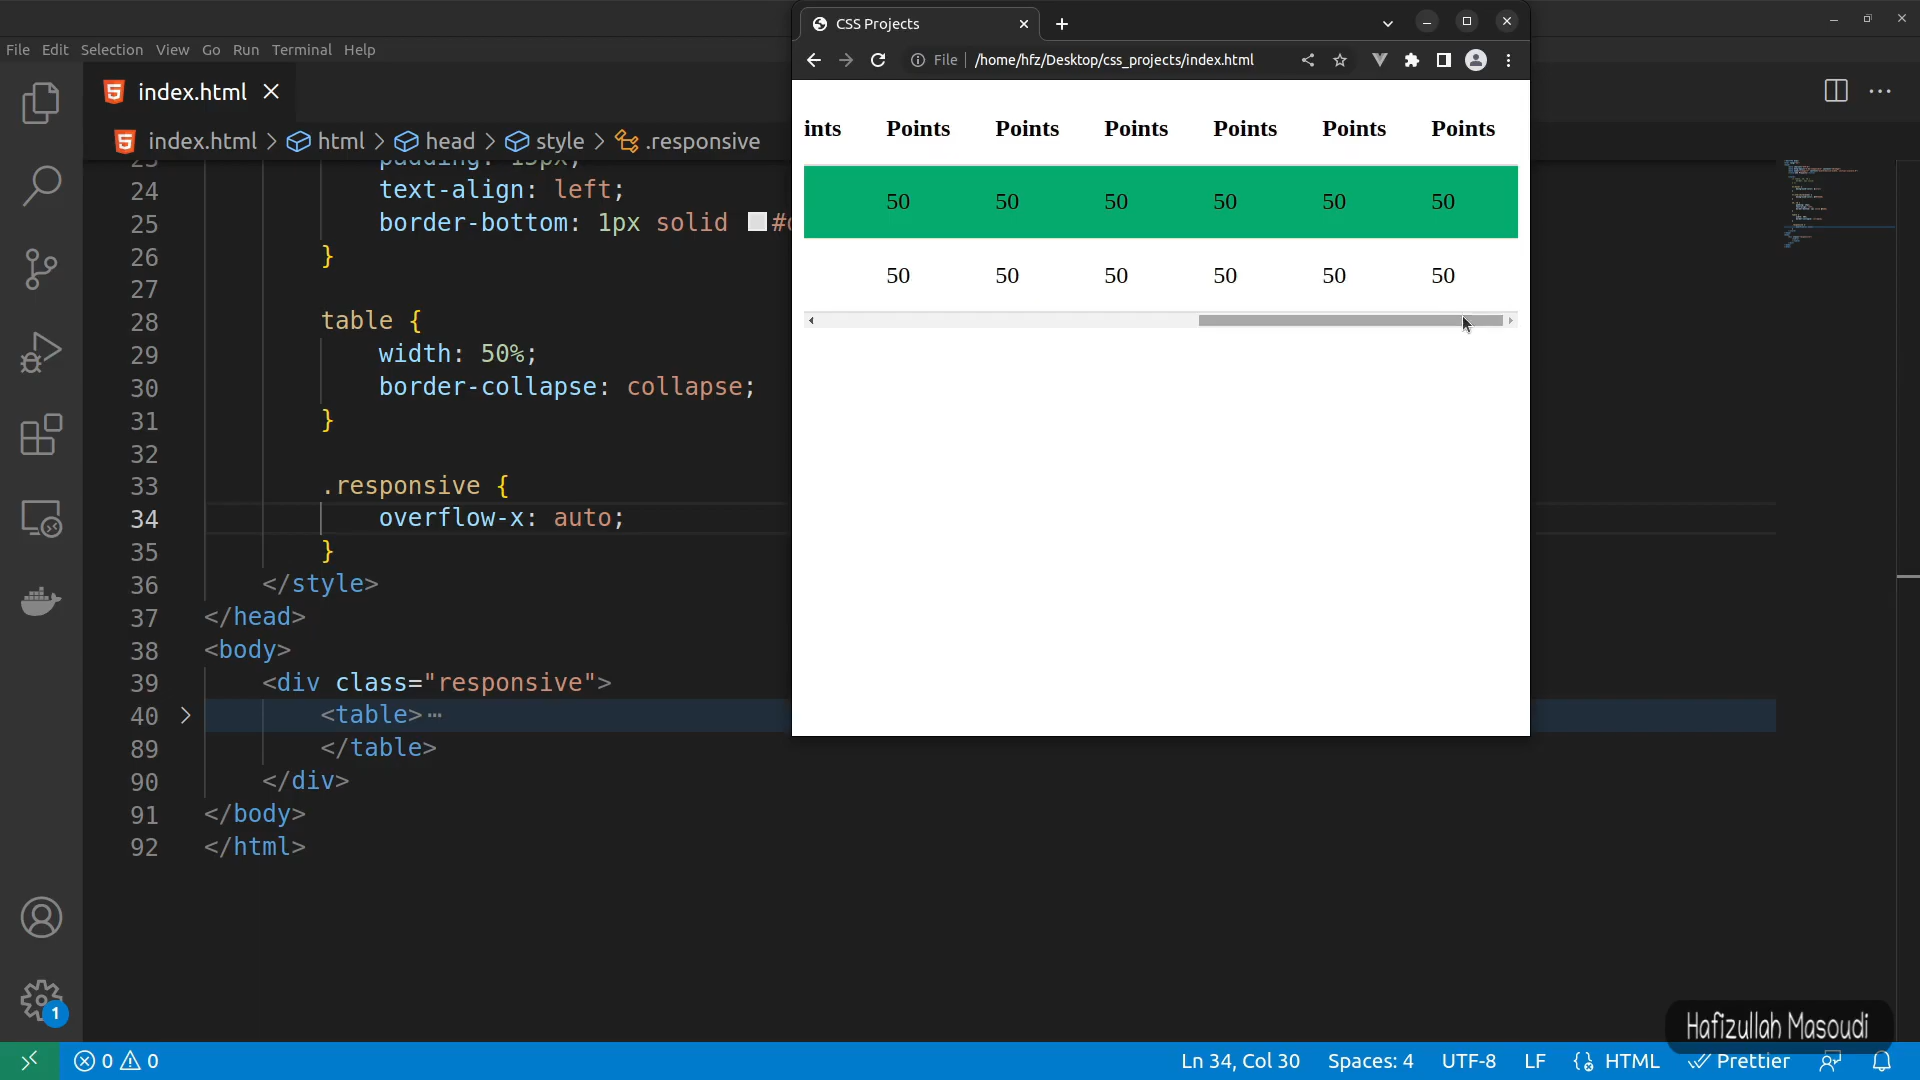 File Edit Selection View Go Run Terminal Help
index.html
index.html > html > head > style > .responsive
24 text-align: left;
25 border-bottom: 1px solid
26 }
27
28 table {
29 width: 50%;
30 border-collapse: collapse;
31 }
32
33 .responsive {
34 overflow-x: auto;
35 }
36 </style>
37 </head>
38 <body>
39 <div class="responsive">
40 <table>…
89 </table>
90 </div>
91 </body>
92 </html>
CSS Projects
File /home/hfz/Desktop/css_projects/index.html
ints Points Points Points Points Points Points
50 50 50 50 50 50
50 50 50 50 50 50
1
Hafizullah Masoudi
0 0 Ln 34, Col 30 Spaces: 4 UTF-8 LF HTML Prettier